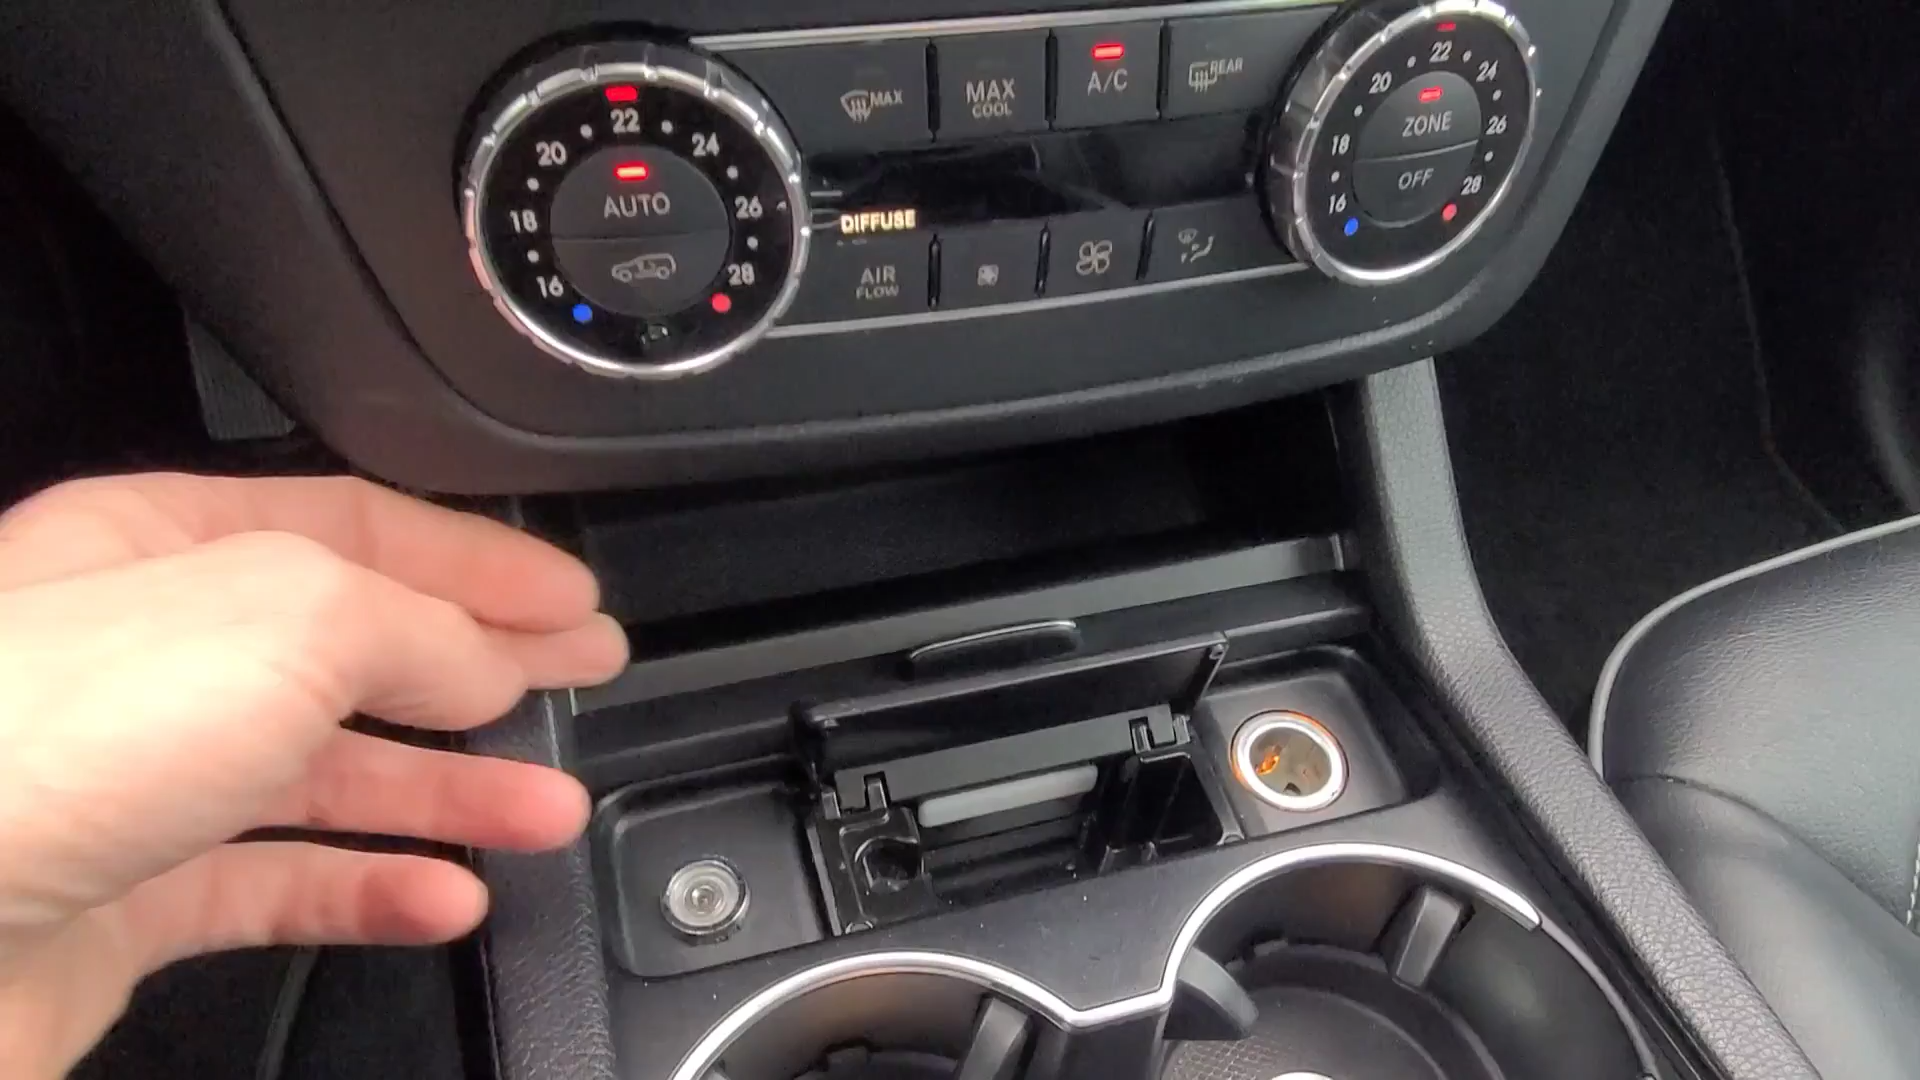 22
20
24
AUTO
18
26
16
28
MAX
MAX
COOL
A/C
REAR
DIFFUSE
AIR
FLOW
22
20
24
ZONE
18
26
OFF
16
28